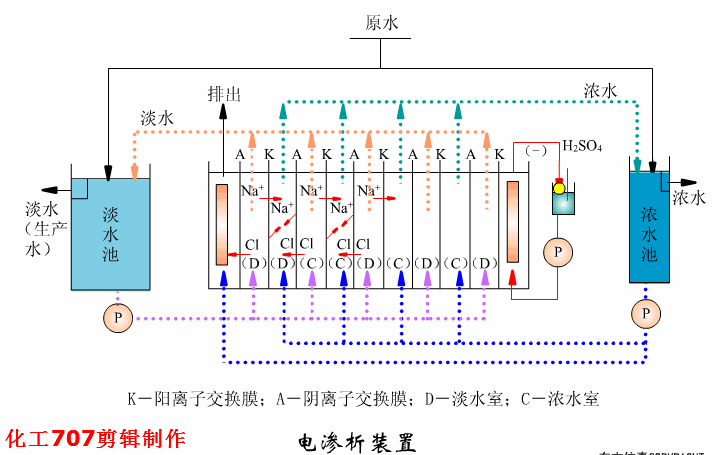 原水
排出
浓水
淡水
(-)
H₂SO₄
A K A K A K A K A K
Na⁺ Na⁺ Na⁺
Na⁺ Na⁺
淡水
(生产
水)
淡
水
池
浓
水
池
浓水
Cl Cl Cl Cl Cl
(D) (D) (C) (D) (C) (D) (C) (D)
P
P
P
K－阳离子交换膜；A－阴离子交换膜；D－淡水室；C－浓水室
化工707剪辑制作
电渗析装置